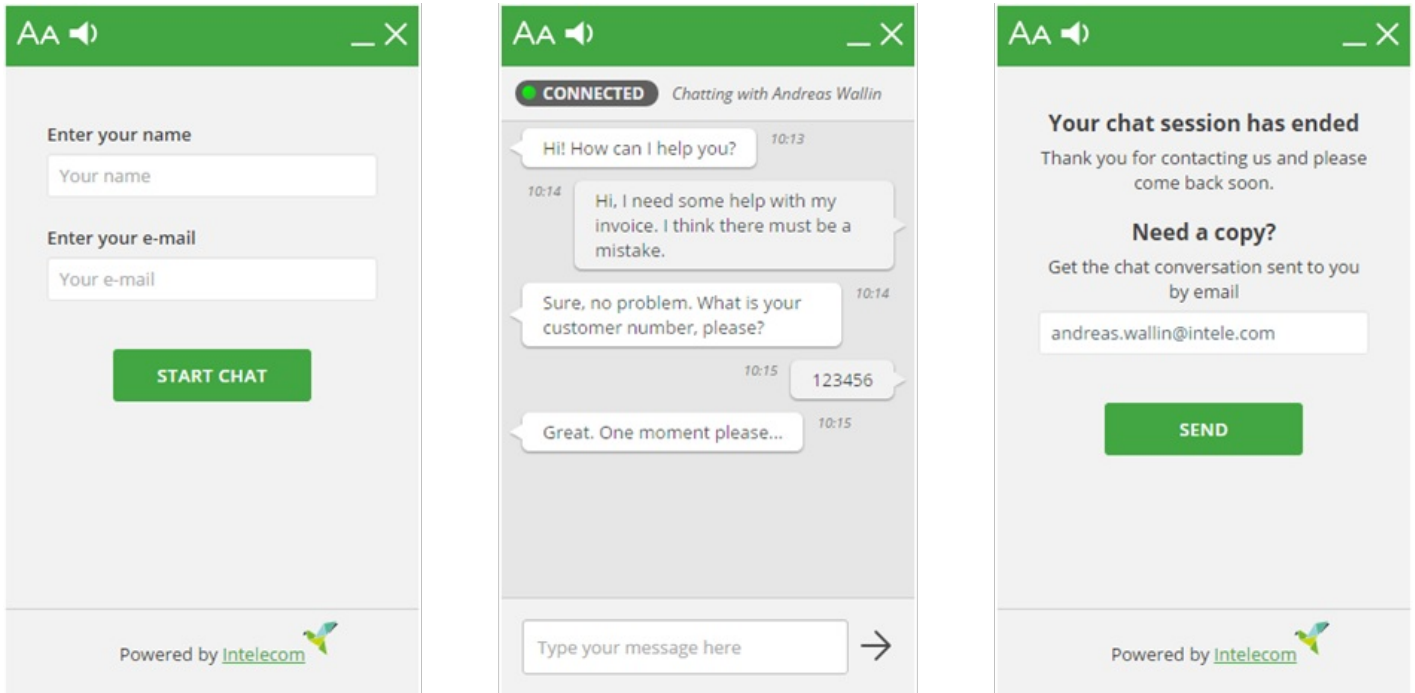 AA
Enter your name
Your name
Enter your e-mail
Your e-mail
START CHAT
Powered by Intelecom
AA
CONNECTED Chatting with Andreas Wallin
Hi! How can I help you? 10:13
10:14 Hi, I need some help with my
invoice. I think there must be a
mistake.
Sure, no problem. What is your 10:14
customer number, please?
10:15 123456
Great. One moment please... 10:15
Type your message here
AA
Your chat session has ended
Thank you for contacting us and please
come back soon.
Need a copy?
Get the chat conversation sent to you
by email
andreas.wallin@intele.com
SEND
Powered by Intelecom